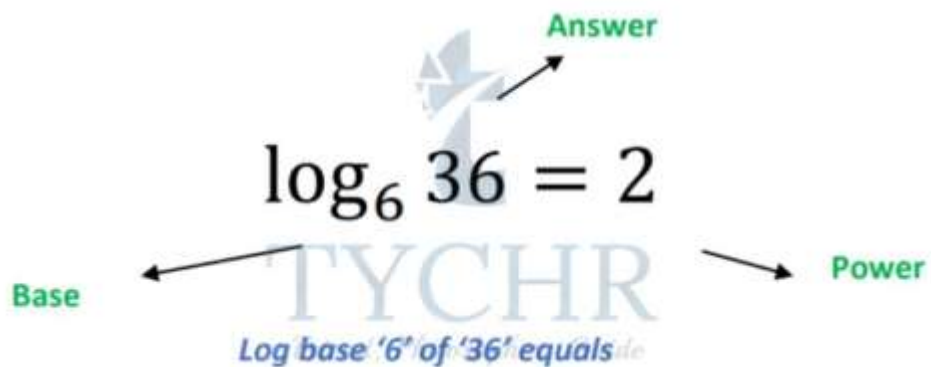 Answer
log₆ 36 = 2
TYCHR
Base
Power
Log base ‘6’ of ‘36’ equals